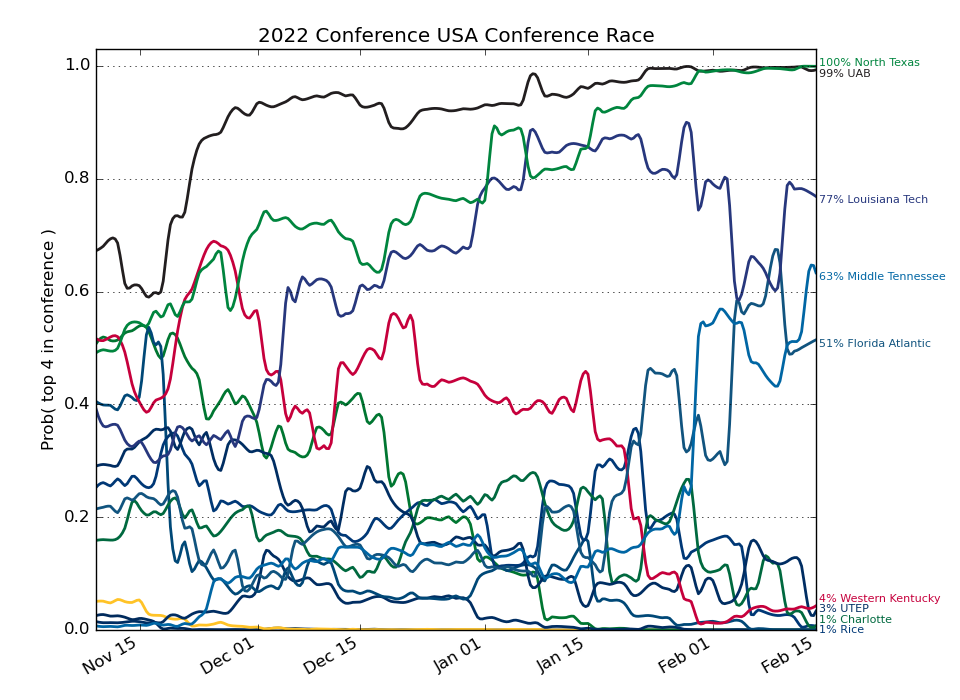 2022 Conference USA Conference Race
Prob( top 4 in conference )
1.0
0.8
0.6
0.4
0.2
0.0
100% North Texas
99% UAB
77% Louisiana Tech
63% Middle Tennessee
51% Florida Atlantic
4% Western Kentucky
3% UTEP
1% Charlotte
1% Rice
Nov 15
Dec 01
Dec 15
Jan 01
Jan 15
Feb 01
Feb 15